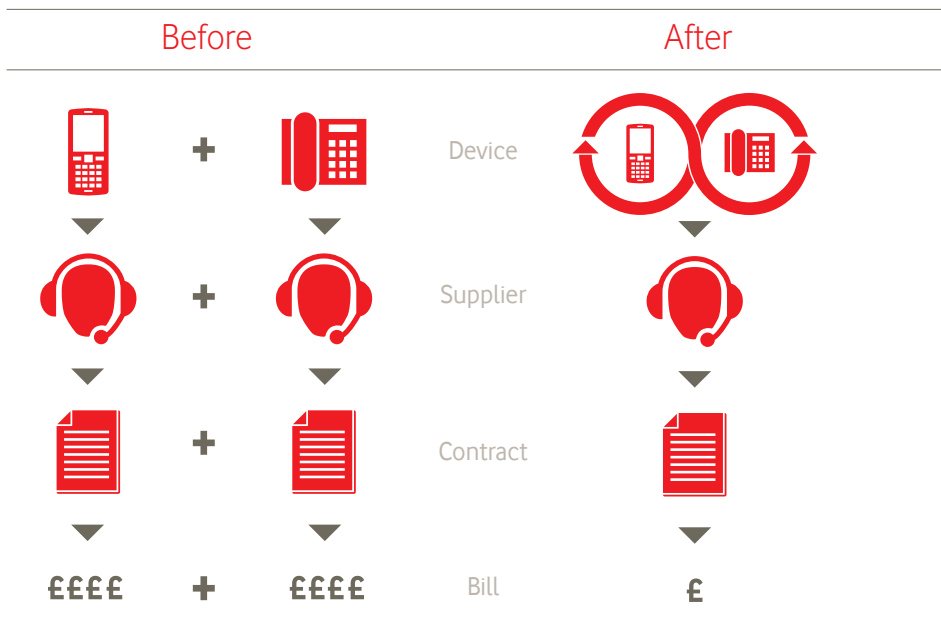 Before After
+ Device
+ Supplier
+ Contract
££££ + ££££ Bill £